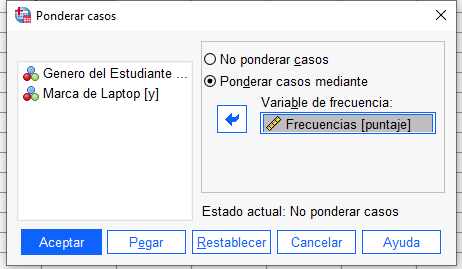 Ponderar casos
Genero del Estudiante ...
Marca de Laptop [y]
No ponderar casos
Ponderar casos mediante
Variable de frecuencia:
Frecuencias [puntaje]
Estado actual: No ponderar casos
Aceptar
Pegar
Restablecer
Cancelar
Ayuda